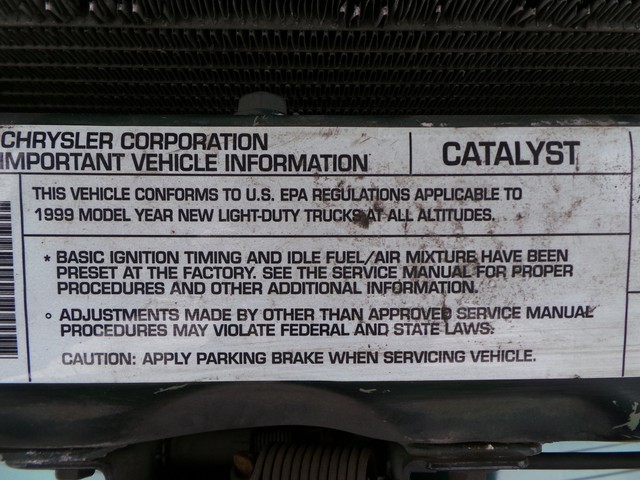 CHRYSLER CORPORATION
IMPORTANT VEHICLE INFORMATION
CATALYST
THIS VEHICLE CONFORMS TO U.S. EPA REGULATIONS APPLICABLE TO
1999 MODEL YEAR NEW LIGHT-DUTY TRUCKS AT ALL ALTITUDES.
* BASIC IGNITION TIMING AND IDLE FUEL/AIR MIXTURE HAVE BEEN
PRESET AT THE FACTORY. SEE THE SERVICE MANUAL FOR PROPER
PROCEDURES AND OTHER ADDITIONAL INFORMATION.
° ADJUSTMENTS MADE BY OTHER THAN APPROVED SERVICE MANUAL
PROCEDURES MAY VIOLATE FEDERAL AND STATE LAWS.
CAUTION: APPLY PARKING BRAKE WHEN SERVICING VEHICLE.